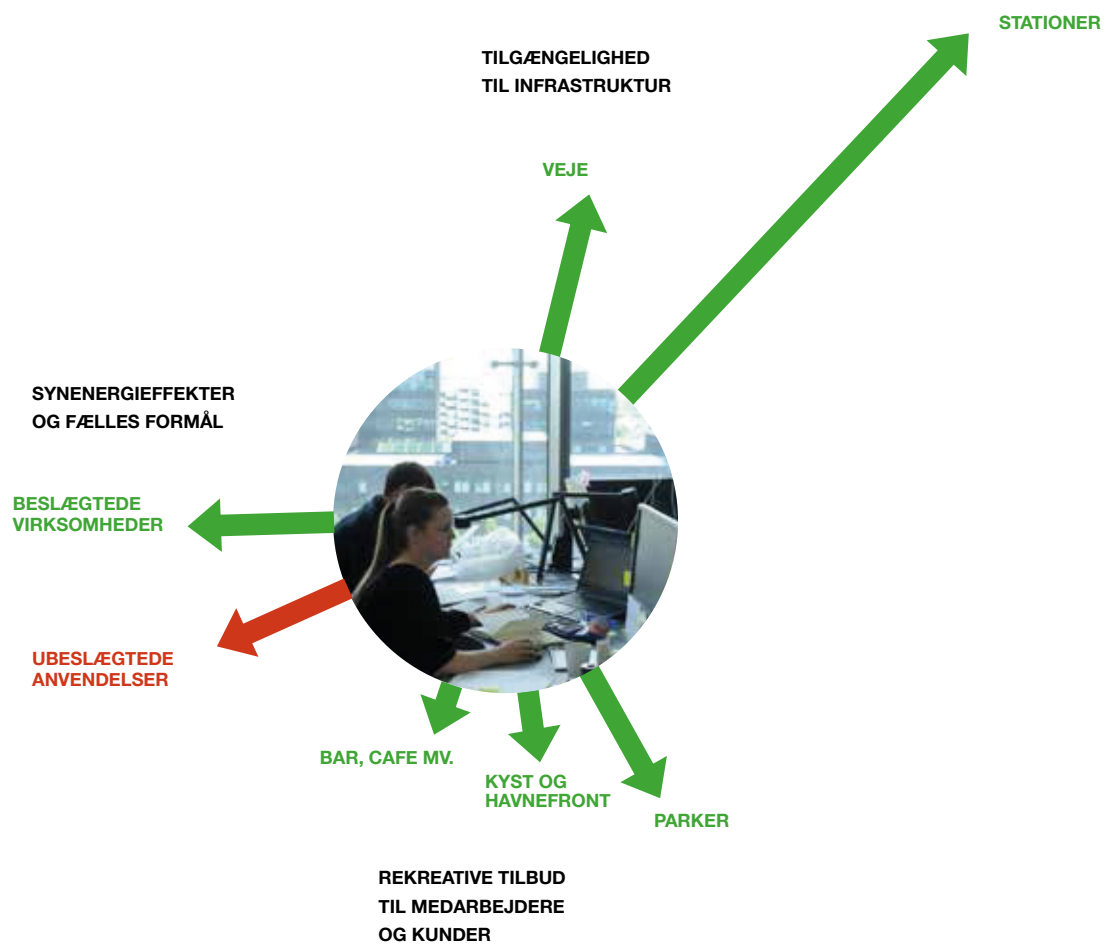 STATIONER
TILGÆNGELIGHED
TIL INFRASTRUKTUR
VEJE
SYNENERGIEFFEKTER
OG FÆLLES FORMÅL
BESLÆGTEDE
VIRKSOMHEDER
UBESLÆGTEDE
ANVENDELSER
BAR, CAFE MV.
KYST OG
HAVNEFRONT
PARKER
REKREATIVE TILBUD
TIL MEDARBEJDERE
OG KUNDER